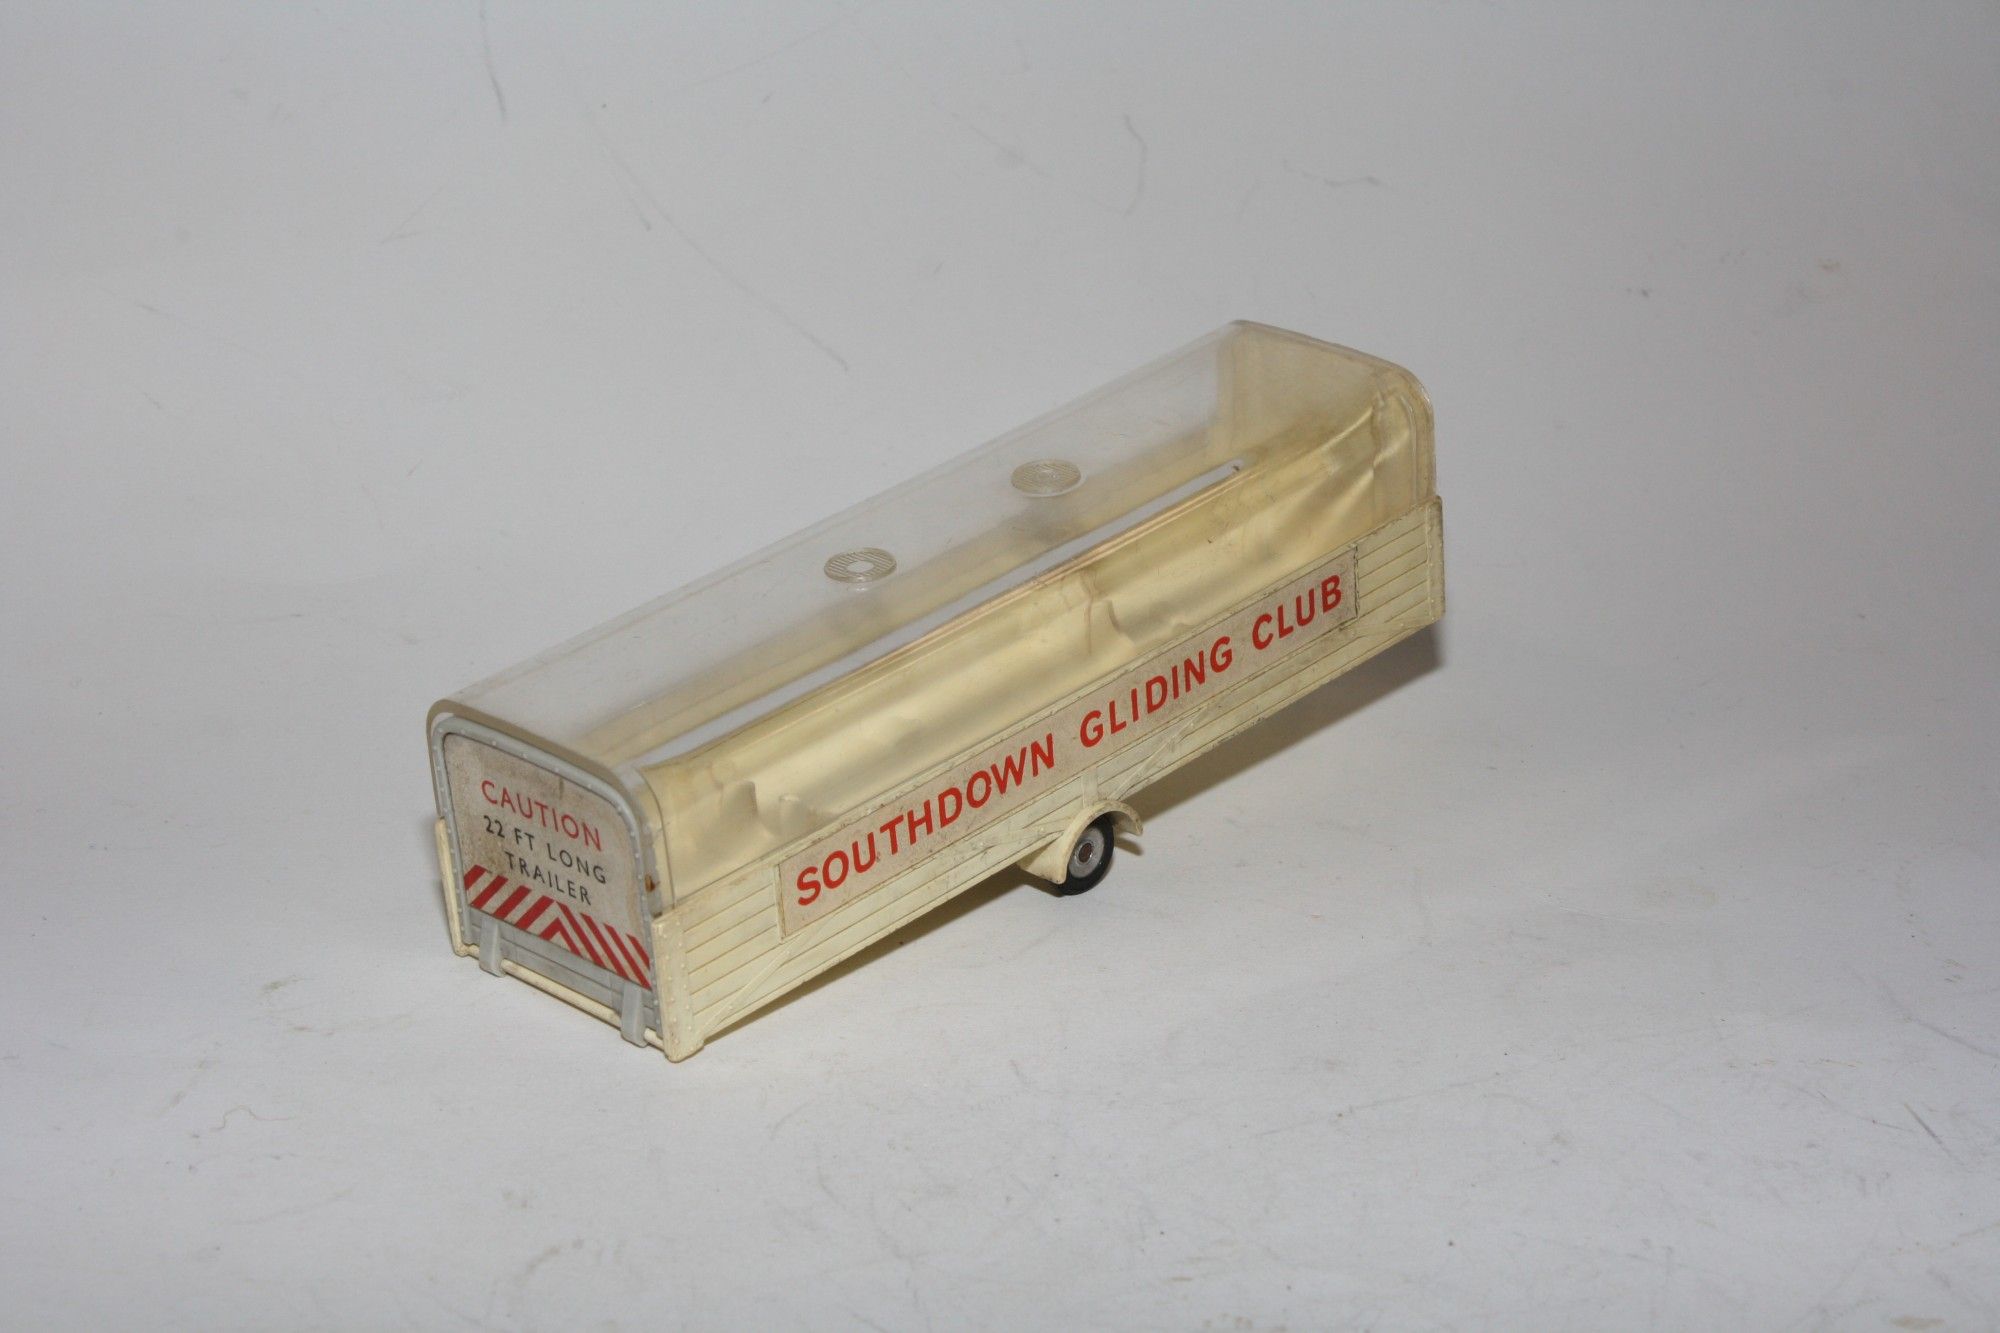 CAUTION
22 FT LONG
TRAILER
SOUTHDOWN GLIDING CLUB